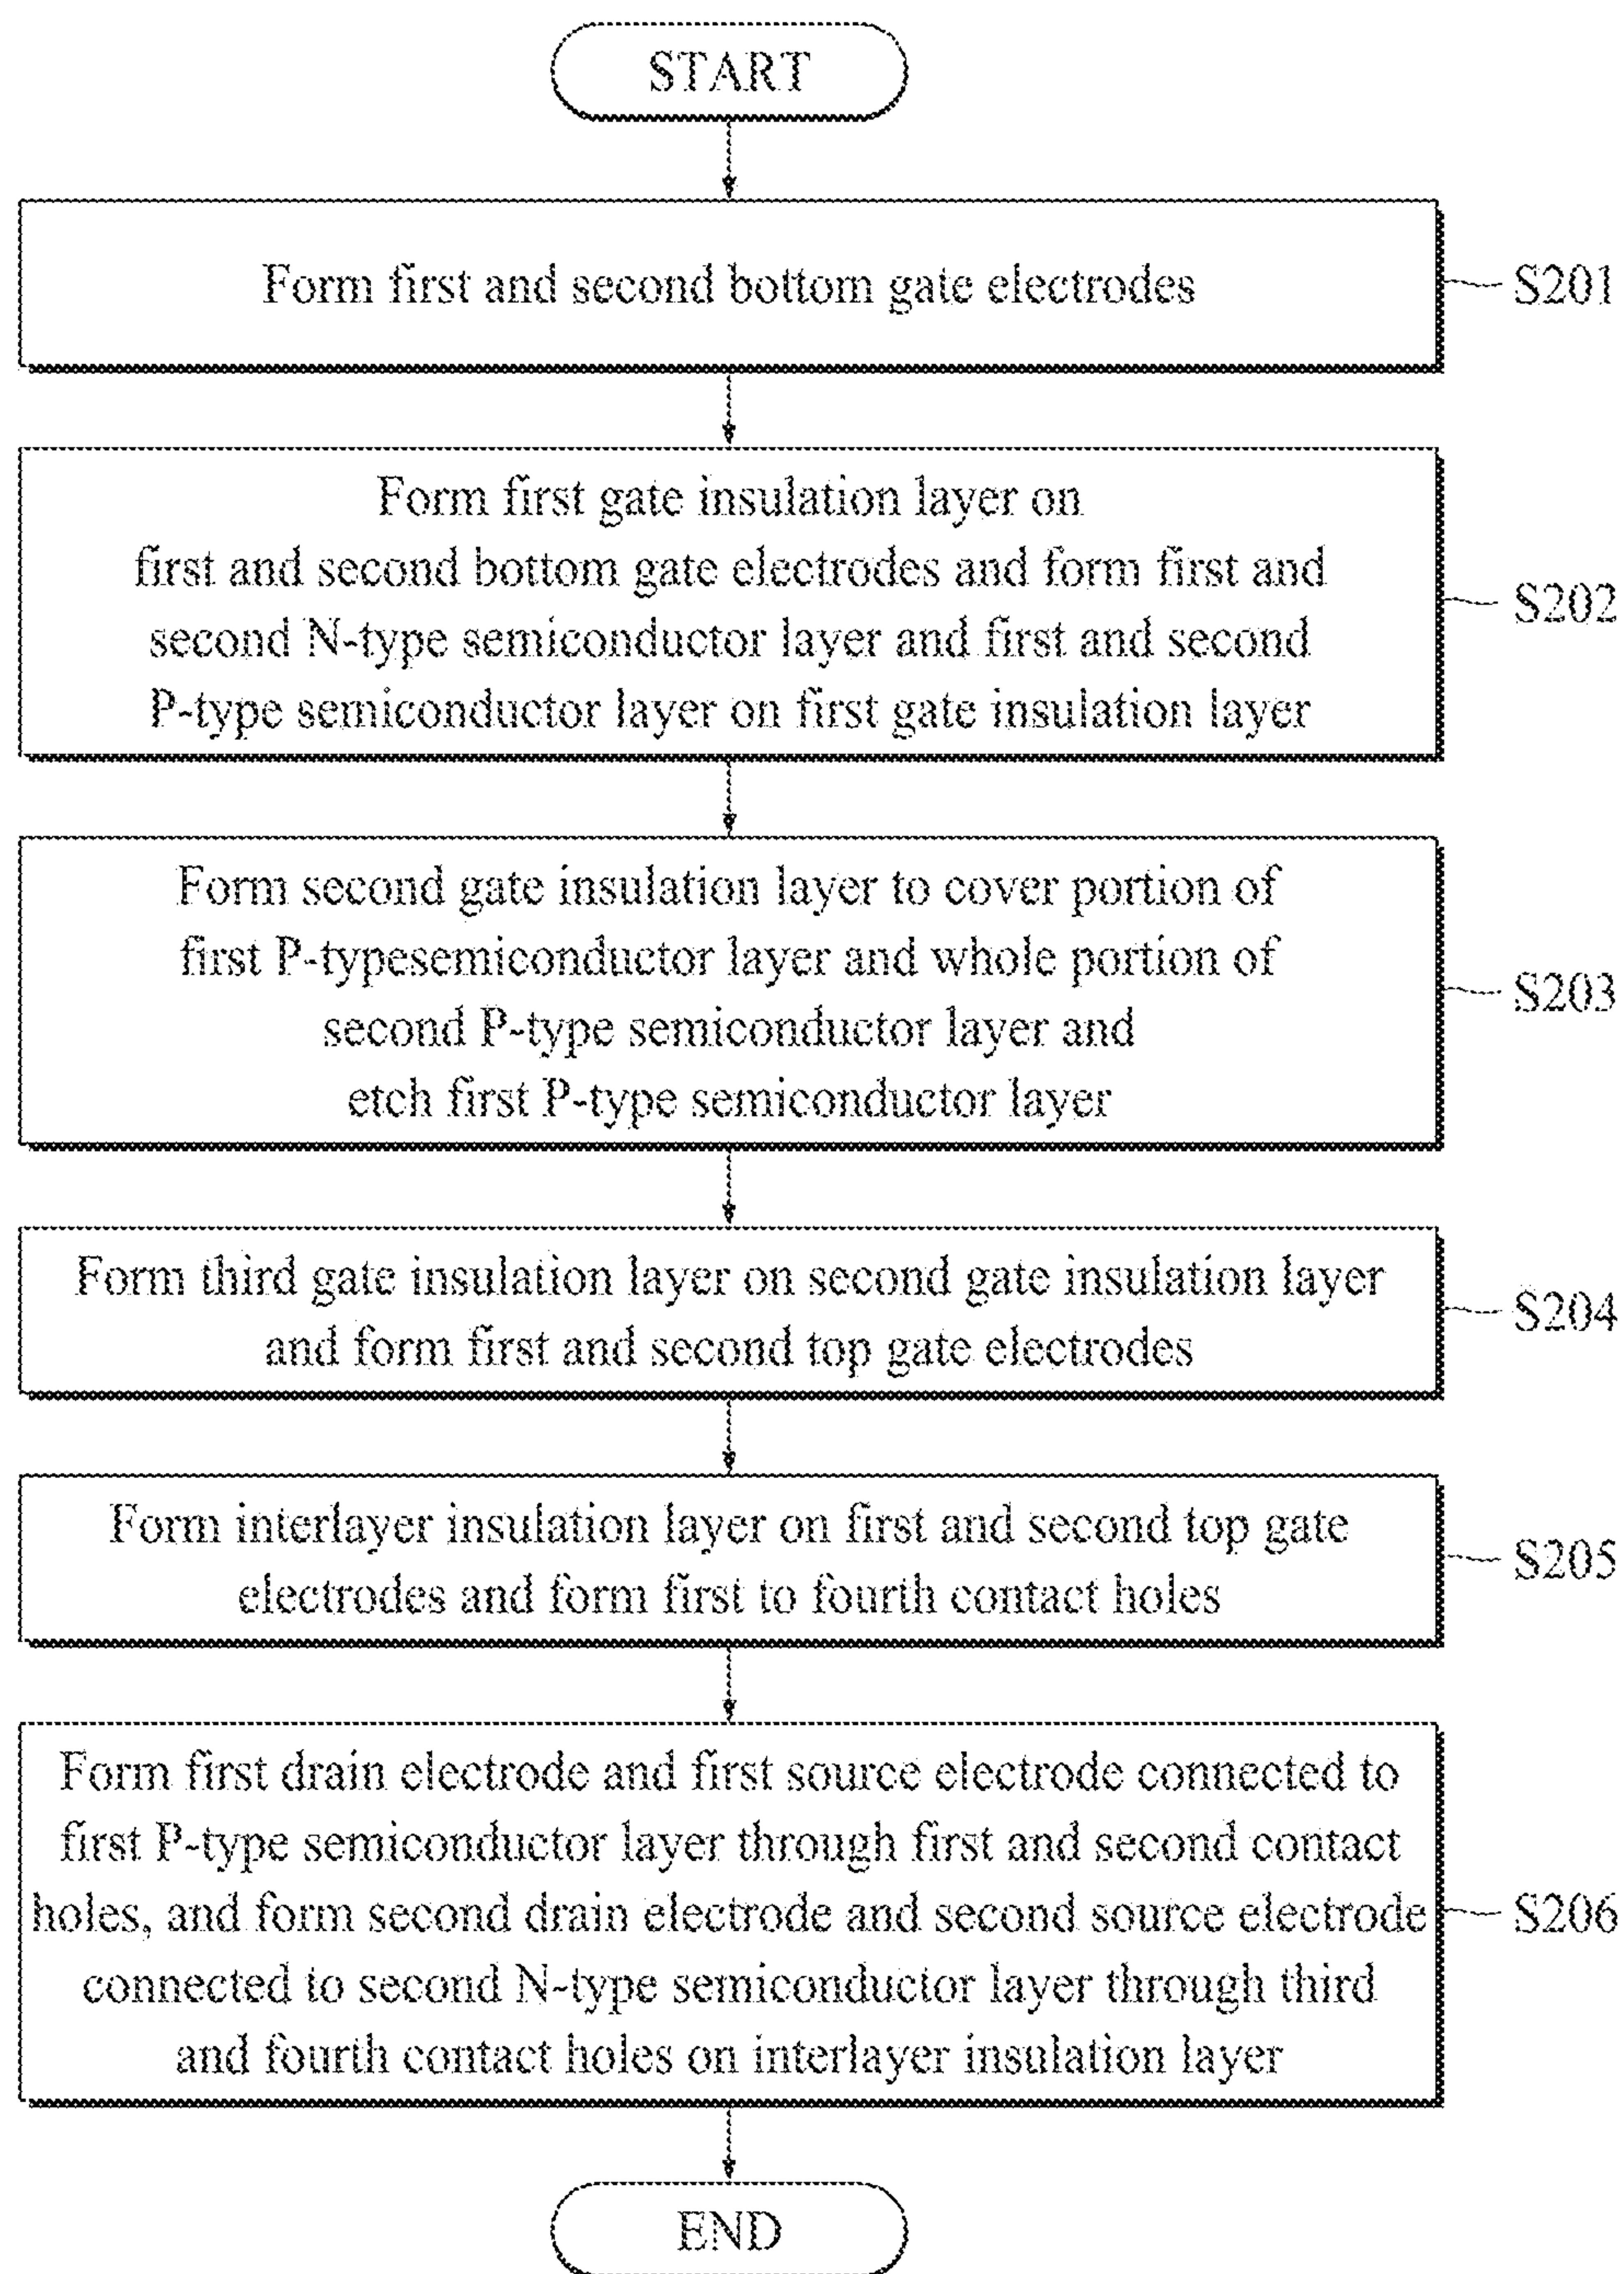 START
Form first and second bottom gate electrodes
S201
Form first gate insulation layer on
first and second bottom gate electrodes and form first and
second N-type semiconductor layer and first and second
P-type semiconductor layer on first gate insulation layer
S202
Form second gate insulation layer to cover portion of
first P-typesemiconductor layer and whole portion of
second P-type semiconductor layer and
etch first P-type semiconductor layer
S203
Form third gate insulation layer on second gate insulation layer
and form first and second top gate electrodes
S204
Form interlayer insulation layer on first and second top gate
electrodes and form first to fourth contact holes
S205
Form first drain electrode and first source electrode connected to
first P-type semiconductor layer through first and second contact
holes, and form second drain electrode and second source electrode
connected to second N-type semiconductor layer through third
and fourth contact holes on interlayer insulation layer
S206
END